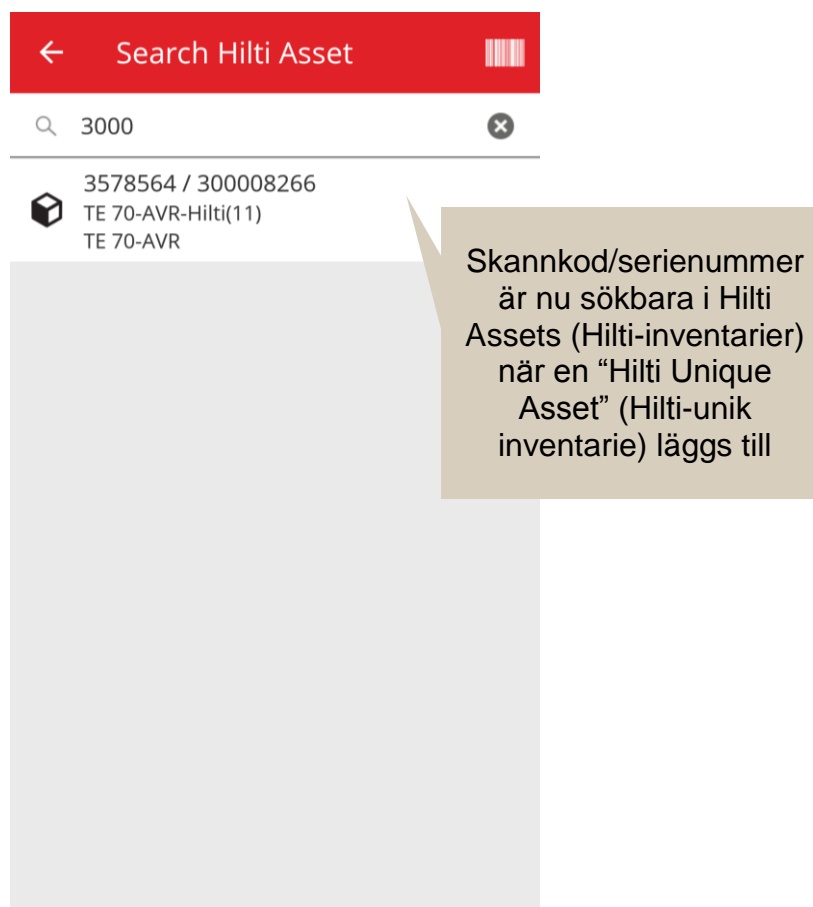 Search Hilti Asset
3000
3578564 / 300008266
TE 70-AVR-Hilti(11)
TE 70-AVR
Skannkod/serienummer
är nu sökbara i Hilti
Assets (Hilti-inventarier)
när en “Hilti Unique
Asset” (Hilti-unik
inventarie) läggs till